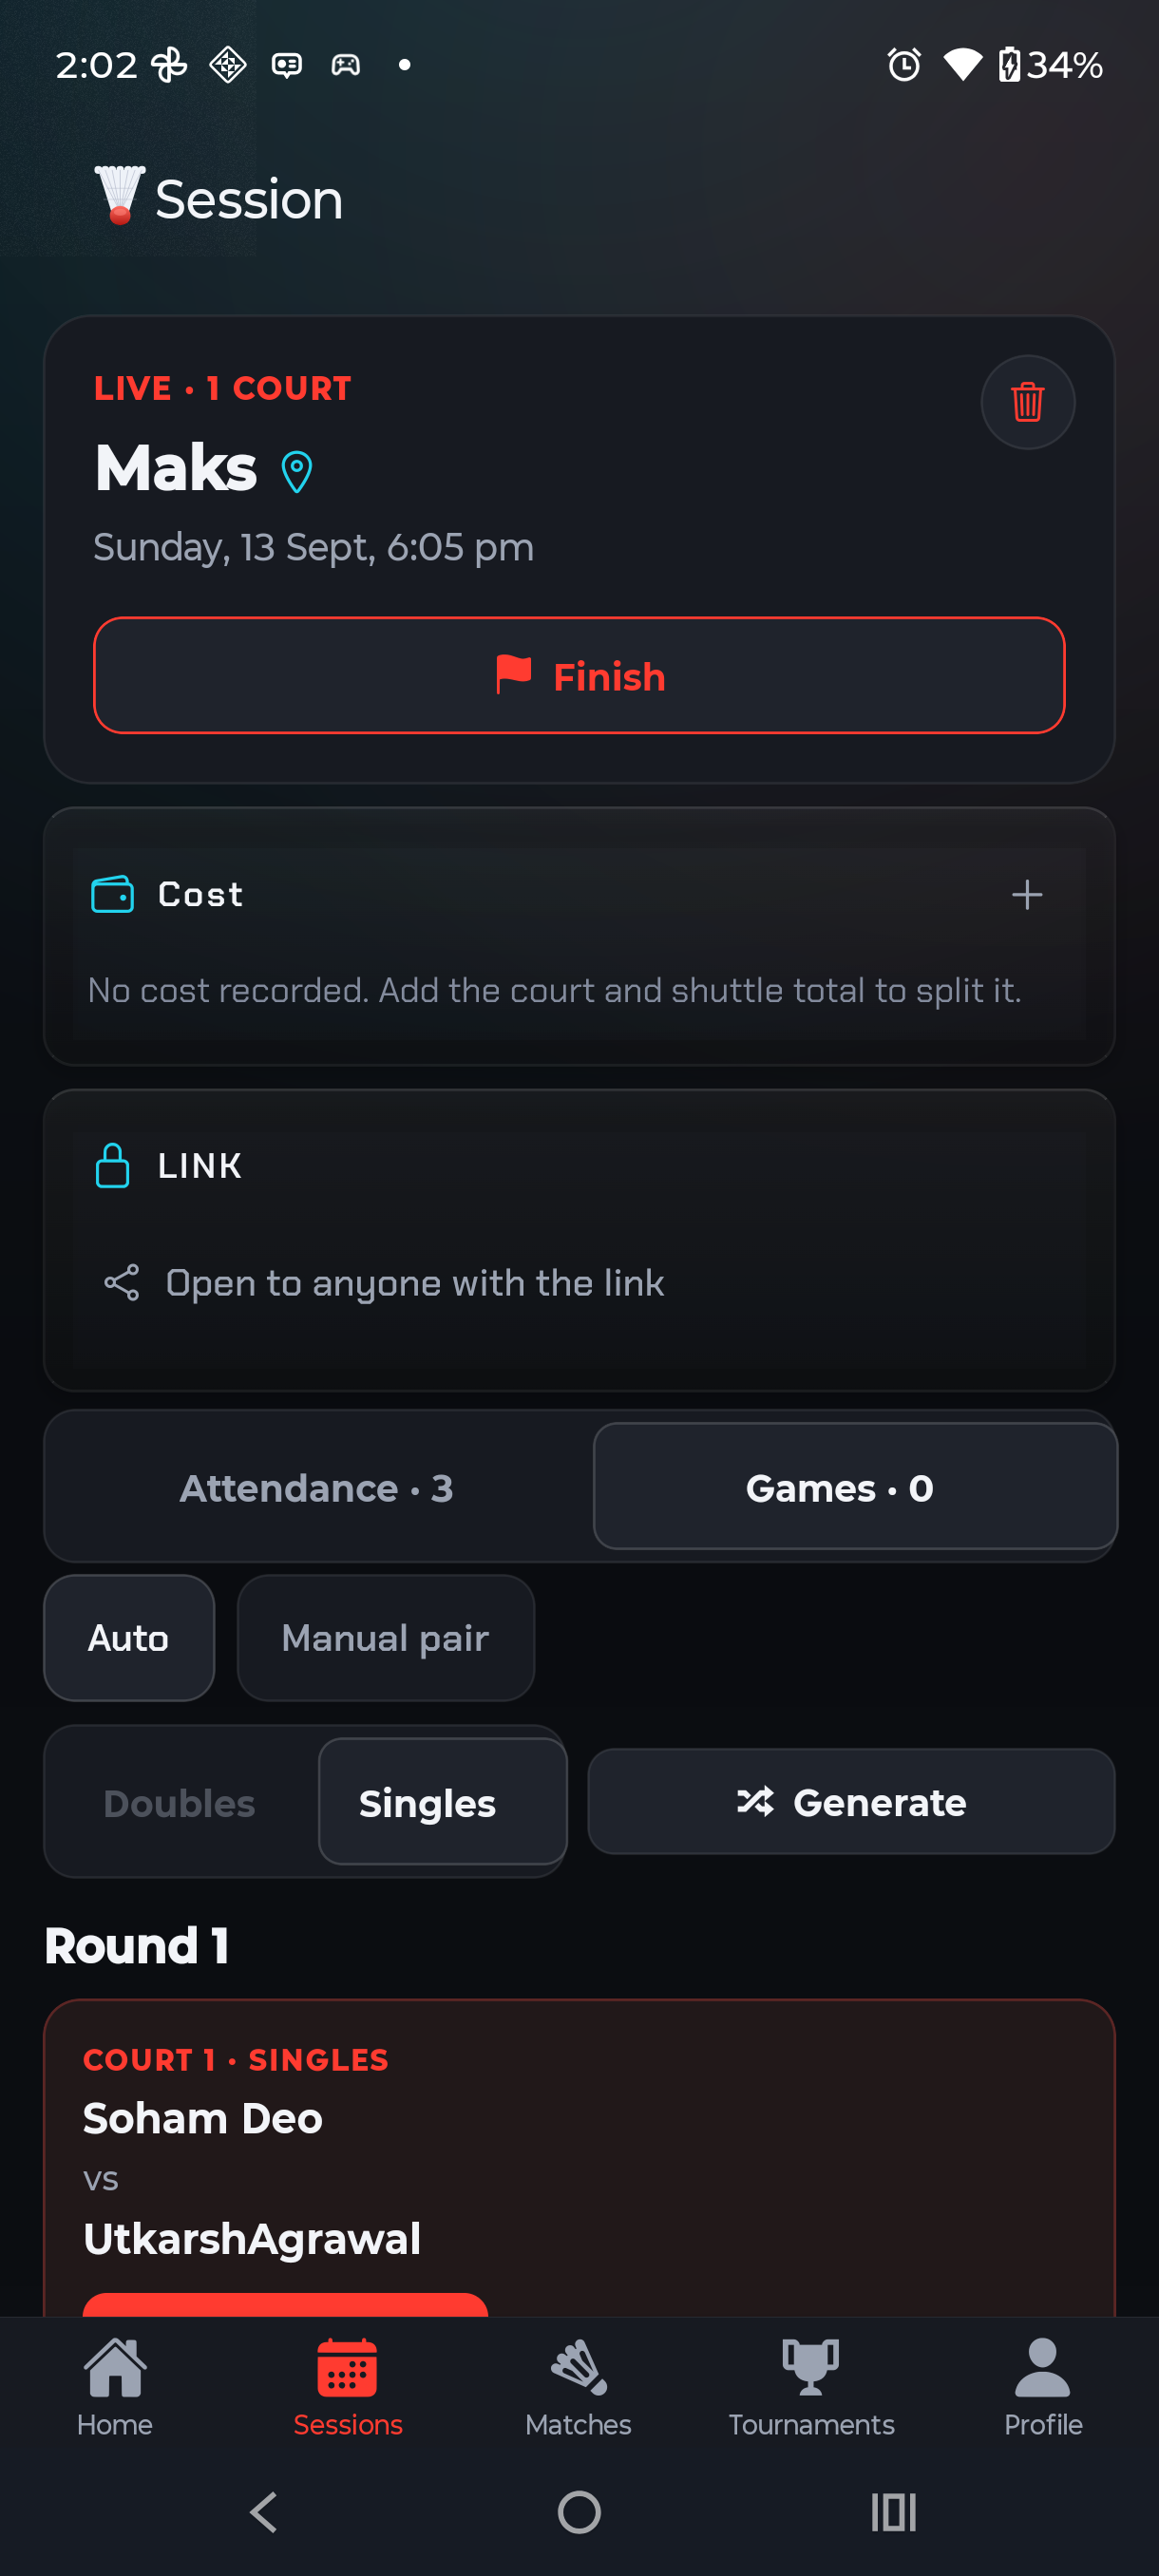 2:02
34%
Session
LIVE · 1 COURT
Maks
Sunday, 13 Sept, 6:05 pm
Finish
Cost
No cost recorded. Add the court and shuttle total to split it.
LINK
Open to anyone with the link
Attendance · 3
Games · 0
Auto
Manual pair
Doubles
Singles
Generate
Round 1
COURT 1 · SINGLES
Soham Deo
vs
UtkarshAgrawal
Home
Sessions
Matches
Tournaments
Profile